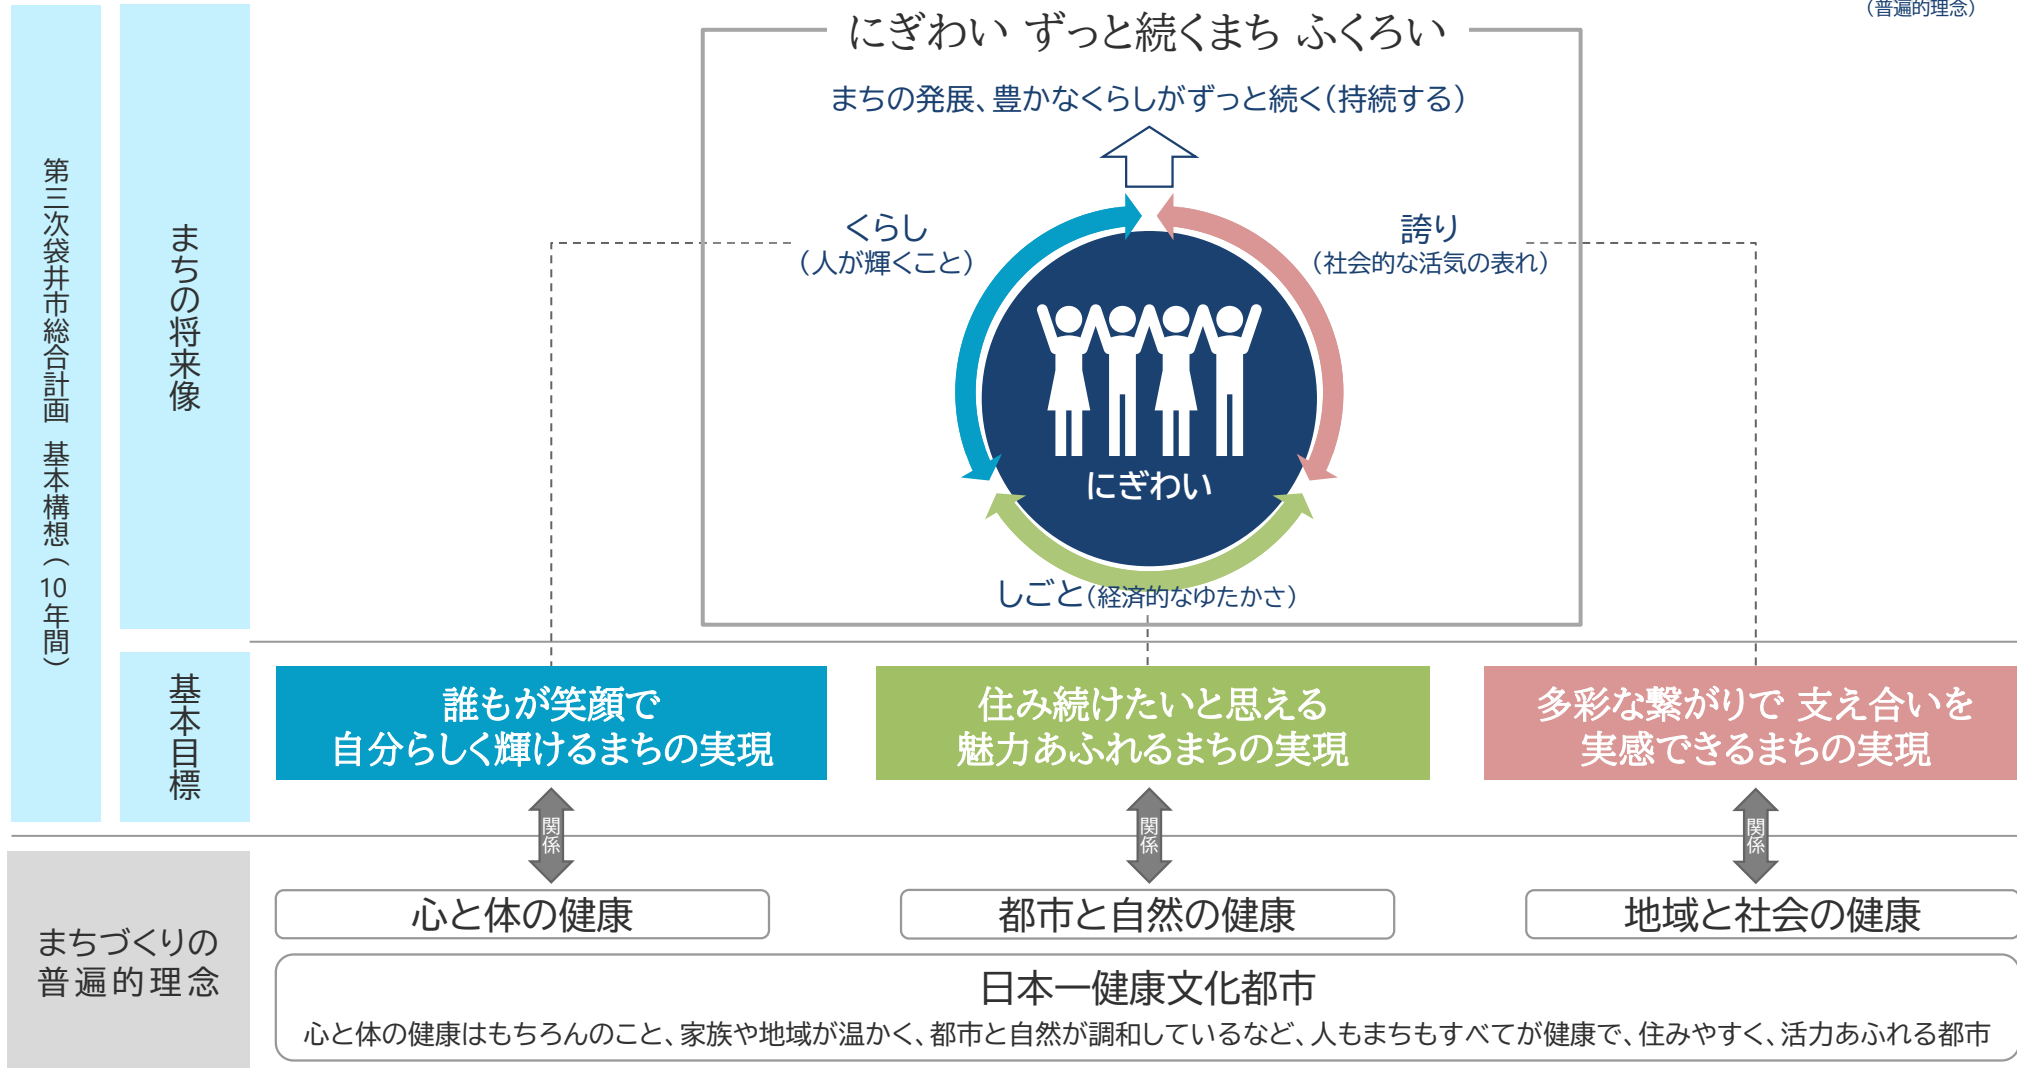 （普遍的理念）
にぎわい ずっと続くまち ふくろい
まちの発展、豊かなくらしがずっと続く（持続する）
第三次袋井市総合計画 基本構想（10年間）
まちの将来像
くらし
（人が輝くこと）
誇り
（社会的な活気の表れ）
にぎわい
しごと（経済的なゆたかさ）
基本目標
誰もが笑顔で
自分らしく輝けるまちの実現
住み続けたいと思える
魅力あふれるまちの実現
多彩な繋がりで 支え合いを
実感できるまちの実現
関係
関係
関係
まちづくりの
普遍的理念
心と体の健康
都市と自然の健康
地域と社会の健康
日本一健康文化都市
心と体の健康はもちろんのこと、家族や地域が温かく、都市と自然が調和しているなど、人もまちもすべてが健康で、住みやすく、活力あふれる都市